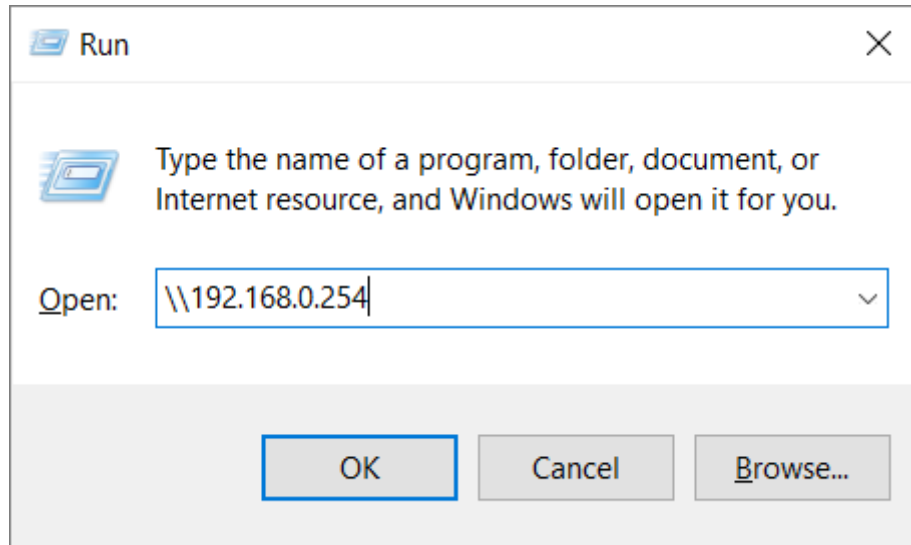 Run
Type the name of a program, folder, document, or
Internet resource, and Windows will open it for you.
Open: \\192.168.0.254
OK Cancel Browse...